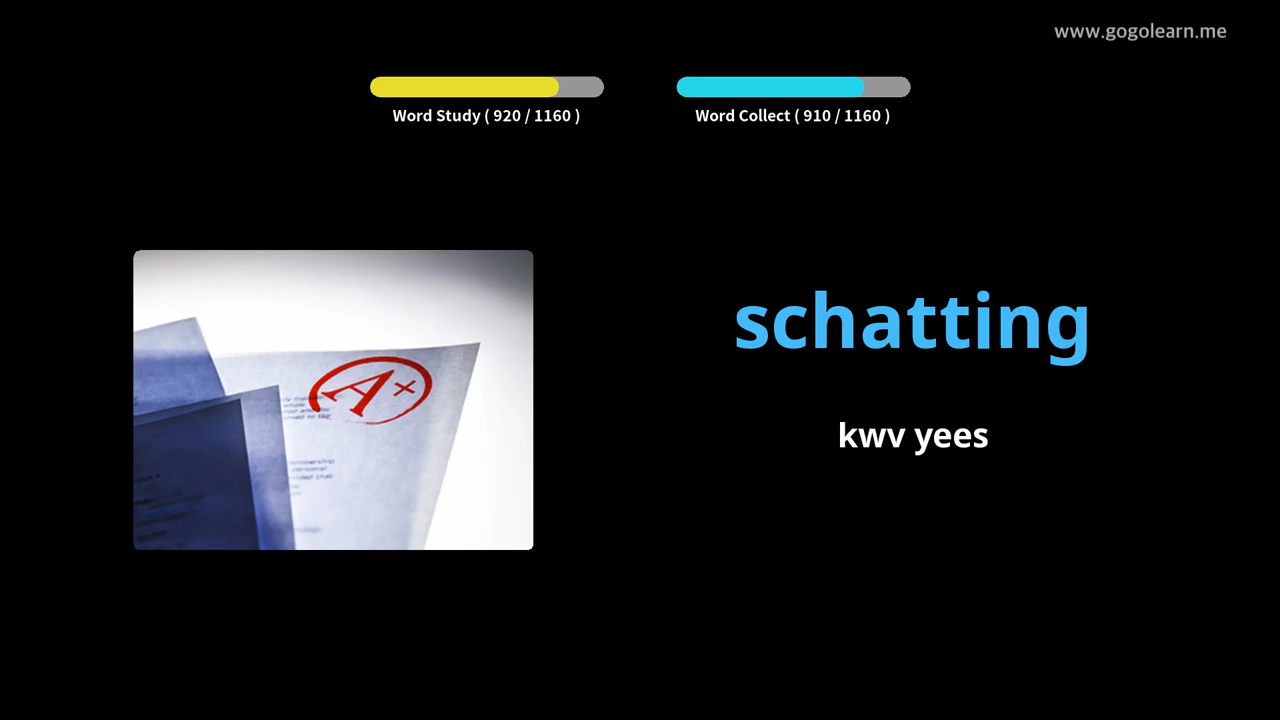 www.gogolearn.me
Word Study ( 920 / 1160 )
Word Collect ( 910 / 1160 )
schatting
kwv yees
A+